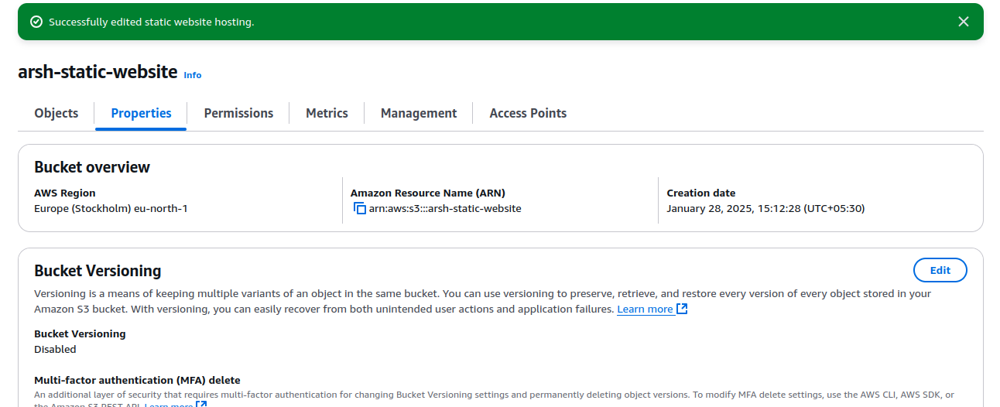 Successfully edited static website hosting.
arsh-static-website Info
Objects Properties Permissions Metrics Management Access Points
Bucket overview
AWS Region
Europe (Stockholm) eu-north-1
Amazon Resource Name (ARN)
arn:aws:s3:::arsh-static-website
Creation date
January 28, 2025, 15:12:28 (UTC+05:30)
Bucket Versioning
Edit
Versioning is a means of keeping multiple variants of an object in the same bucket. You can use versioning to preserve, retrieve, and restore every version of every object stored in your
Amazon S3 bucket. With versioning, you can easily recover from both unintended user actions and application failures. Learn more
Bucket Versioning
Disabled
Multi-factor authentication (MFA) delete
An additional layer of security that requires multi-factor authentication for changing Bucket Versioning settings and permanently deleting object versions. To modify MFA delete settings, use the AWS CLI, AWS SDK, or
the Amazon S3 REST API. Learn more